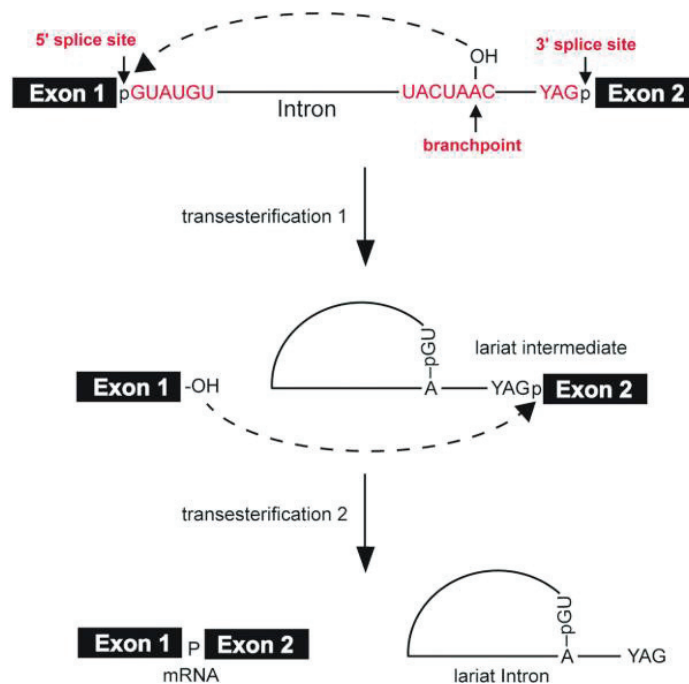 5' splice site
OH
3' splice site
Exon 1 pGUAUGU UACUAAC YAGp Exon 2
Intron
branchpoint
transesterification 1
pGU
lariat intermediate
Exon 1 -OH A YAGp Exon 2
transesterification 2
Exon 1 P Exon 2
mRNA
pGU
A YAG
lariat Intron